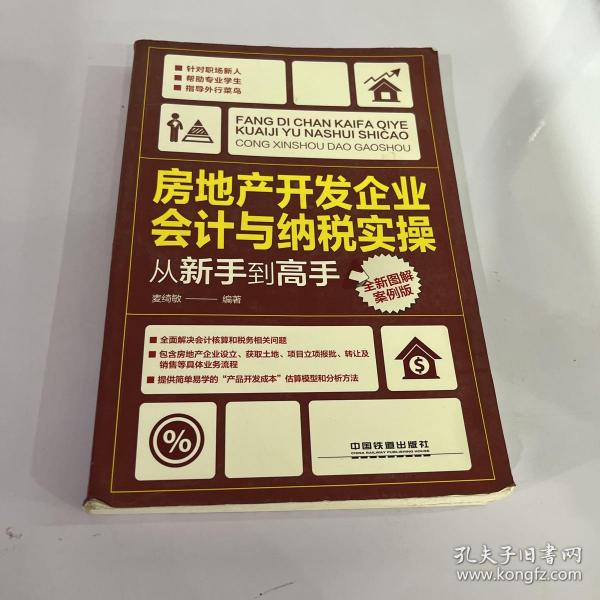 ■ 针对职场新人
■ 帮助专业学生
■ 指导外行菜鸟
FANG DI CHAN KAIFA QIYE
KUAIJI YU NASHUI SHICAO
CONG XINSHOU DAO GAOSHOU
房地产开发企业
会计与纳税实操
从新手到高手
全新图解
案例版
麦绮敏 —— 编著
■ 全面解决会计核算和税务相关问题
■ 包含房地产企业设立、获取土地、项目立项报批、转让及
销售等具体业务流程
■ 提供简单易学的“产品开发成本”估算模型和分析方法
$
%
中国铁道出版社
CHINA RAILWAY PUBLISHING HOUSE
孔夫子旧书网
www.kongfz.com